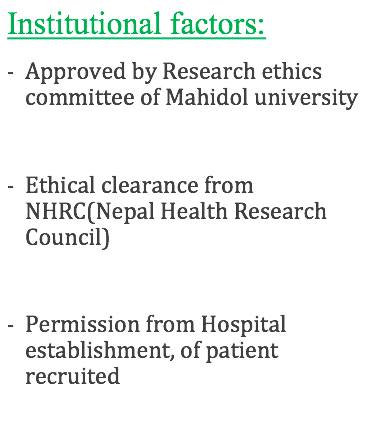 Institutional factors:
- Approved by Research ethics
committee of Mahidol university
- Ethical clearance from
NHRC(Nepal Health Research
Council)
- Permission from Hospital
establishment, of patient
recruited